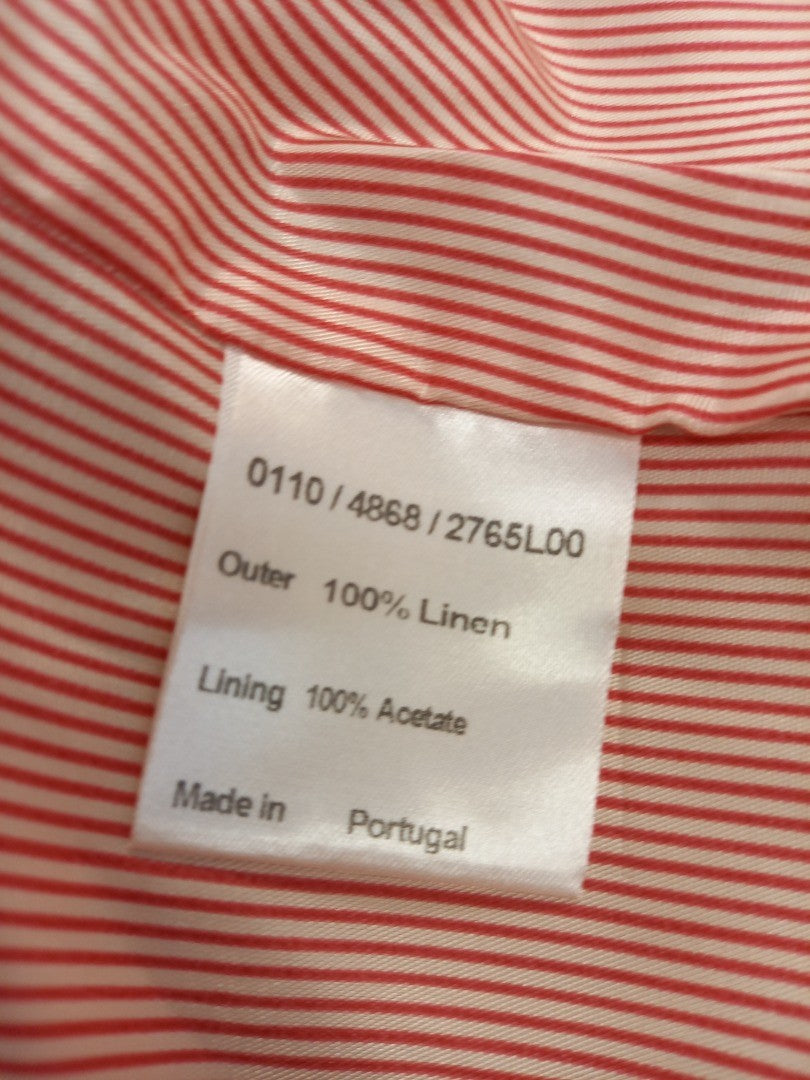 0110 / 4868 / 2765L00
Outer 100% Linen
Lining 100% Acetate
Made in Portugal